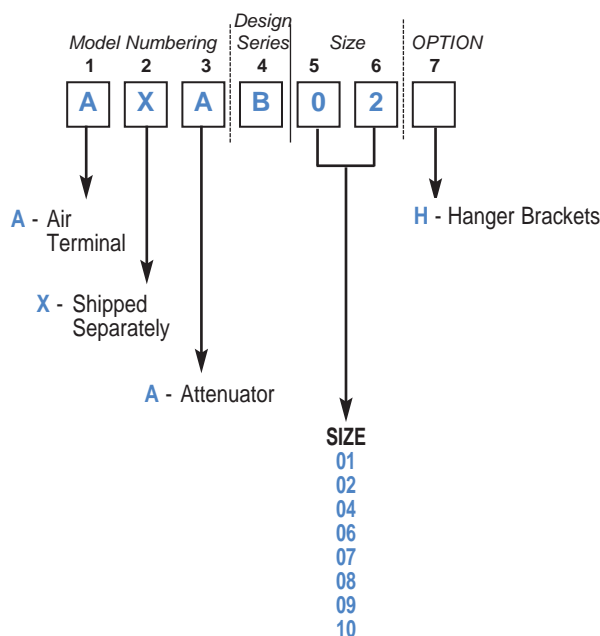 Model Numbering
Design
Series
Size
OPTION
1 2 3 4 5 6 7
A X A B 0 2
A - Air
Terminal
H - Hanger Brackets
X - Shipped
Separately
A - Attenuator
SIZE
01
02
04
06
07
08
09
10